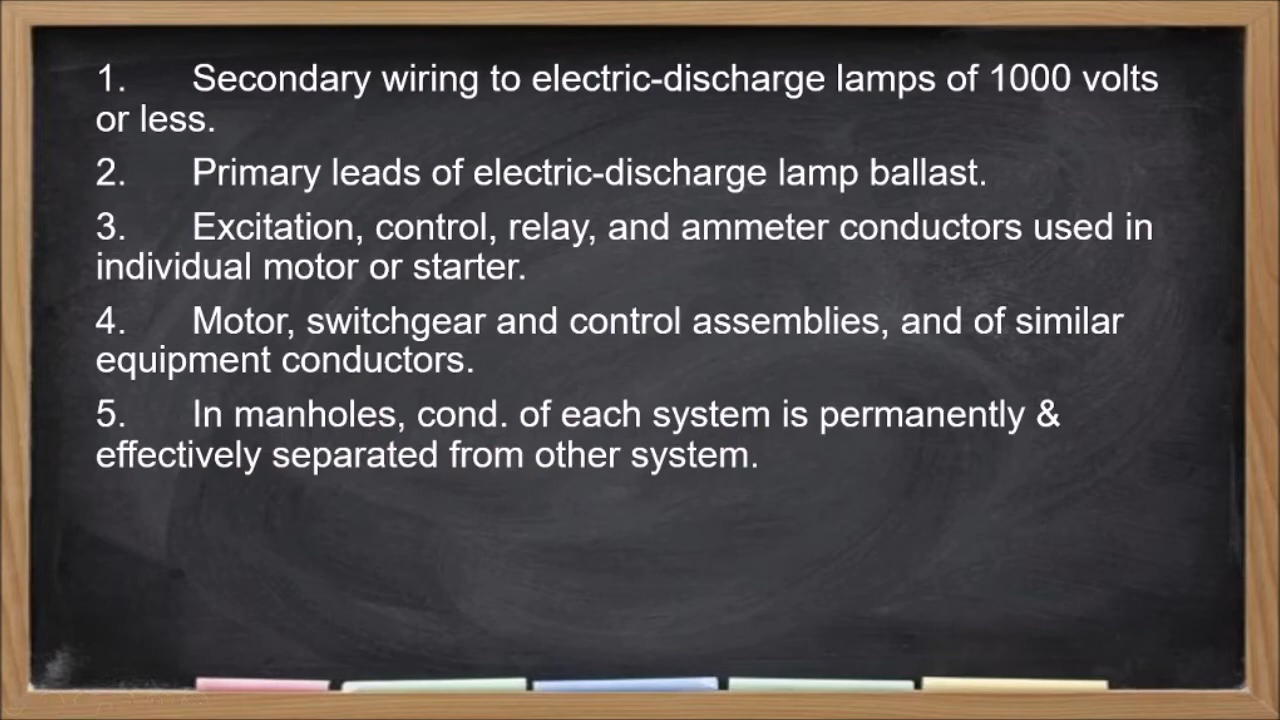 1. Secondary wiring to electric-discharge lamps of 1000 volts
or less.
2. Primary leads of electric-discharge lamp ballast.
3. Excitation, control, relay, and ammeter conductors used in
individual motor or starter.
4. Motor, switchgear and control assemblies, and of similar
equipment conductors.
5. In manholes, cond. of each system is permanently &
effectively separated from other system.